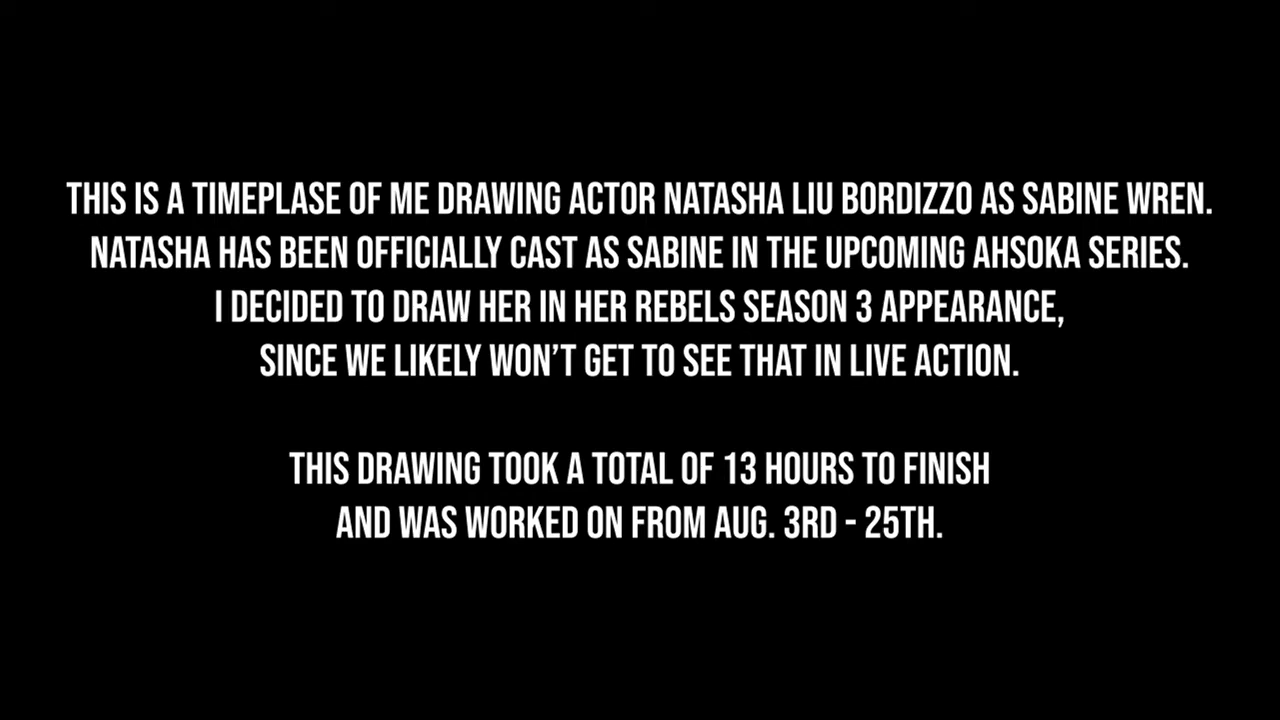 THIS IS A TIMEPLASE OF ME DRAWING ACTOR NATASHA LIU BORDIZZO AS SABINE WREN.
NATASHA HAS BEEN OFFICIALLY CAST AS SABINE IN THE UPCOMING AHSOKA SERIES.
I DECIDED TO DRAW HER IN HER REBELS SEASON 3 APPEARANCE,
SINCE WE LIKELY WON'T GET TO SEE THAT IN LIVE ACTION.
THIS DRAWING TOOK A TOTAL OF 13 HOURS TO FINISH
AND WAS WORKED ON FROM AUG. 3RD - 25TH.